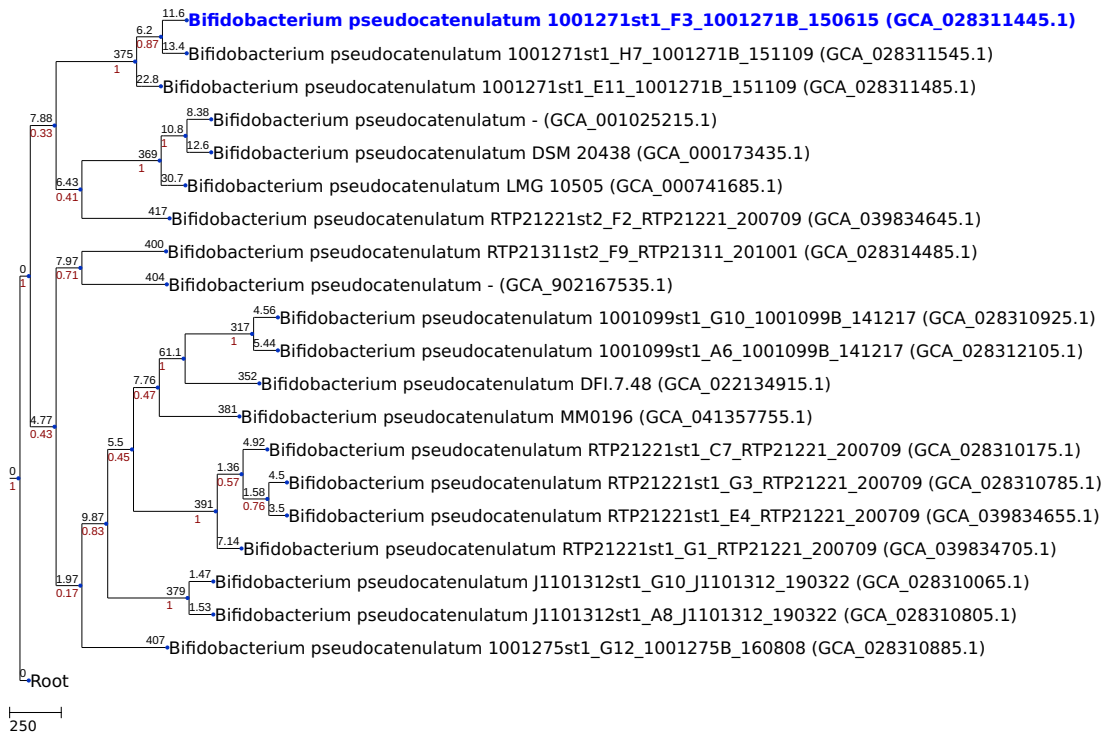 11.6
Bifidobacterium pseudocatenulatum 1001271st1_F3_1001271B_150615 (GCA_028311445.1)
6.2
0.87
13.4
Bifidobacterium pseudocatenulatum 1001271st1_H7_1001271B_151109 (GCA_028311545.1)
375
1
22.8
Bifidobacterium pseudocatenulatum 1001271st1_E11_1001271B_151109 (GCA_028311485.1)
7.88
0.33
8.38
Bifidobacterium pseudocatenulatum - (GCA_001025215.1)
10.8
1
12.6
Bifidobacterium pseudocatenulatum DSM 20438 (GCA_000173435.1)
369
1
30.7
Bifidobacterium pseudocatenulatum LMG 10505 (GCA_000741685.1)
6.43
0.41
417
Bifidobacterium pseudocatenulatum RTP21221st2_F2_RTP21221_200709 (GCA_039834645.1)
400
Bifidobacterium pseudocatenulatum RTP21311st2_F9_RTP21311_201001 (GCA_028314485.1)
7.97
0.71
0
1
404
Bifidobacterium pseudocatenulatum - (GCA_902167535.1)
4.56
Bifidobacterium pseudocatenulatum 1001099st1_G10_1001099B_141217 (GCA_028310925.1)
317
1
5.44
Bifidobacterium pseudocatenulatum 1001099st1_A6_1001099B_141217 (GCA_028312105.1)
61.1
1
352
Bifidobacterium pseudocatenulatum DFI.7.48 (GCA_022134915.1)
7.76
0.47
381
Bifidobacterium pseudocatenulatum MM0196 (GCA_041357755.1)
4.77
0.43
5.5
0.45
4.92
Bifidobacterium pseudocatenulatum RTP21221st1_C7_RTP21221_200709 (GCA_028310175.1)
1.36
0.57
0
1
4.5
Bifidobacterium pseudocatenulatum RTP21221st1_G3_RTP21221_200709 (GCA_028310785.1)
1.58
0.76
3.5
Bifidobacterium pseudocatenulatum RTP21221st1_E4_RTP21221_200709 (GCA_039834655.1)
391
1
9.87
0.83
7.14
Bifidobacterium pseudocatenulatum RTP21221st1_G1_RTP21221_200709 (GCA_039834705.1)
1.47
Bifidobacterium pseudocatenulatum J1101312st1_G10_J1101312_190322 (GCA_028310065.1)
1.97
0.17
379
1
1.53
Bifidobacterium pseudocatenulatum J1101312st1_A8_J1101312_190322 (GCA_028310805.1)
407
Bifidobacterium pseudocatenulatum 1001275st1_G12_1001275B_160808 (GCA_028310885.1)
0
Root
250